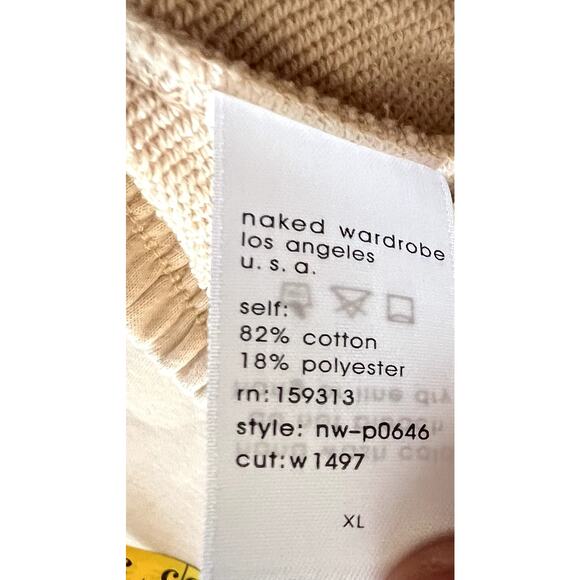 naked wardrobe
los angeles
u. s. a.
self:
82% cotton
18% polyester
rn: 159313
style: nw-p0646
cut: w1497
XL